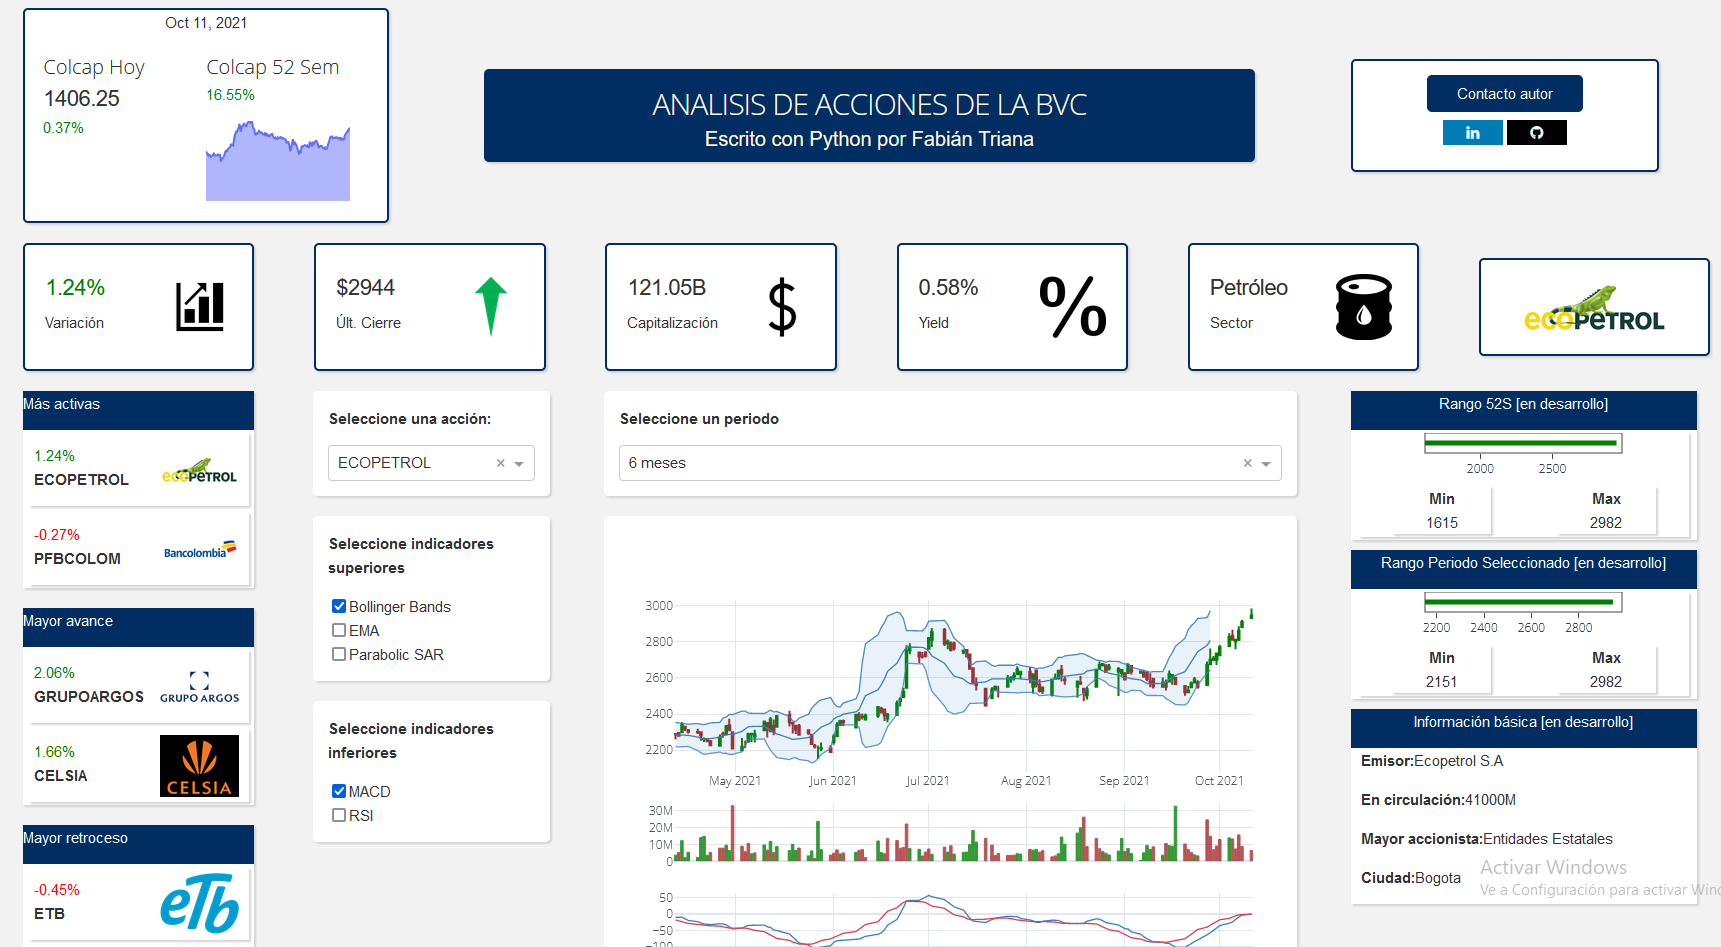 Oct 11, 2021
Colcap Hoy
1406.25
0.37%
Colcap 52 Sem
16.55%
ANALISIS DE ACCIONES DE LA BVC
Escrito con Python por Fabián Triana
Contacto autor
in
1.24%
Variación
$2944
Últ. Cierre
121.05B
Capitalización
$
0.58%
Yield
%
Petróleo
Sector
ecopetrol
Más activas
1.24%
ECOPETROL
ecopetrol
-0.27%
PFBCOLOM
Bancolombia
Mayor avance
2.06%
GRUPOARGOS
GRUPO ARGOS
1.66%
CELSIA
CELSIA
Mayor retroceso
-0.45%
ETB
eTb
Seleccione una acción:
ECOPETROL × 
Seleccione indicadores
superiores
Bollinger Bands
EMA
Parabolic SAR
Seleccione indicadores
inferiores
MACD
RSI
Seleccione un periodo
6 meses ×
3000
2800
2600
2400
2200
May 2021 Jun 2021 Jul 2021 Aug 2021 Sep 2021 Oct 2021
30M
20M
10M
0
50
0
−50
−100
Rango 52S [en desarrollo]
2000 2500
Min Max
1615 2982
Rango Periodo Seleccionado [en desarrollo]
2200 2400 2600 2800
Min Max
2151 2982
Información básica [en desarrollo]
Emisor:Ecopetrol S.A
En circulación:41000M
Mayor accionista:Entidades Estatales
Ciudad:Bogota
Activar Windows
Ve a Configuración para activar Win